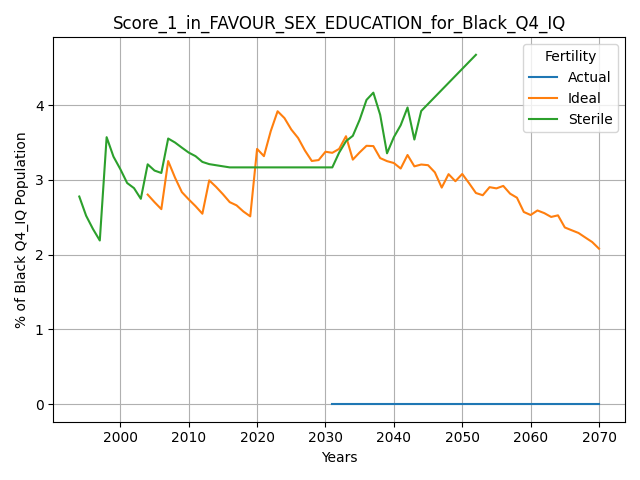 Score_1_in_FAVOUR_SEX_EDUCATION_for_Black_Q4_IQ
Fertility
Actual
Ideal
Sterile
% of Black Q4_IQ Population
4
3
2
1
0
2000 2010 2020 2030 2040 2050 2060 2070
Years